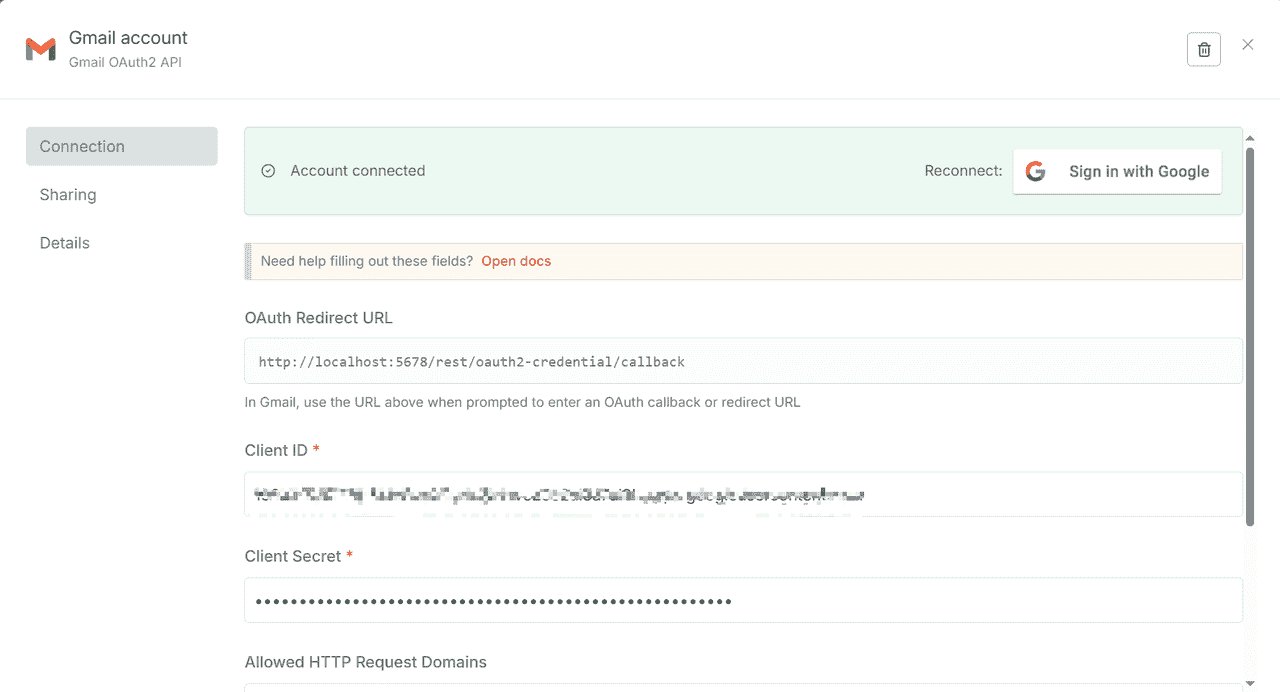 Gmail account
Gmail OAuth2 API
Connection
Sharing
Details
Account connected
Reconnect:
Sign in with Google
Need help filling out these fields? Open docs
OAuth Redirect URL
http://localhost:5678/rest/oauth2-credential/callback
In Gmail, use the URL above when prompted to enter an OAuth callback or redirect URL
Client ID *
Client Secret *
Allowed HTTP Request Domains